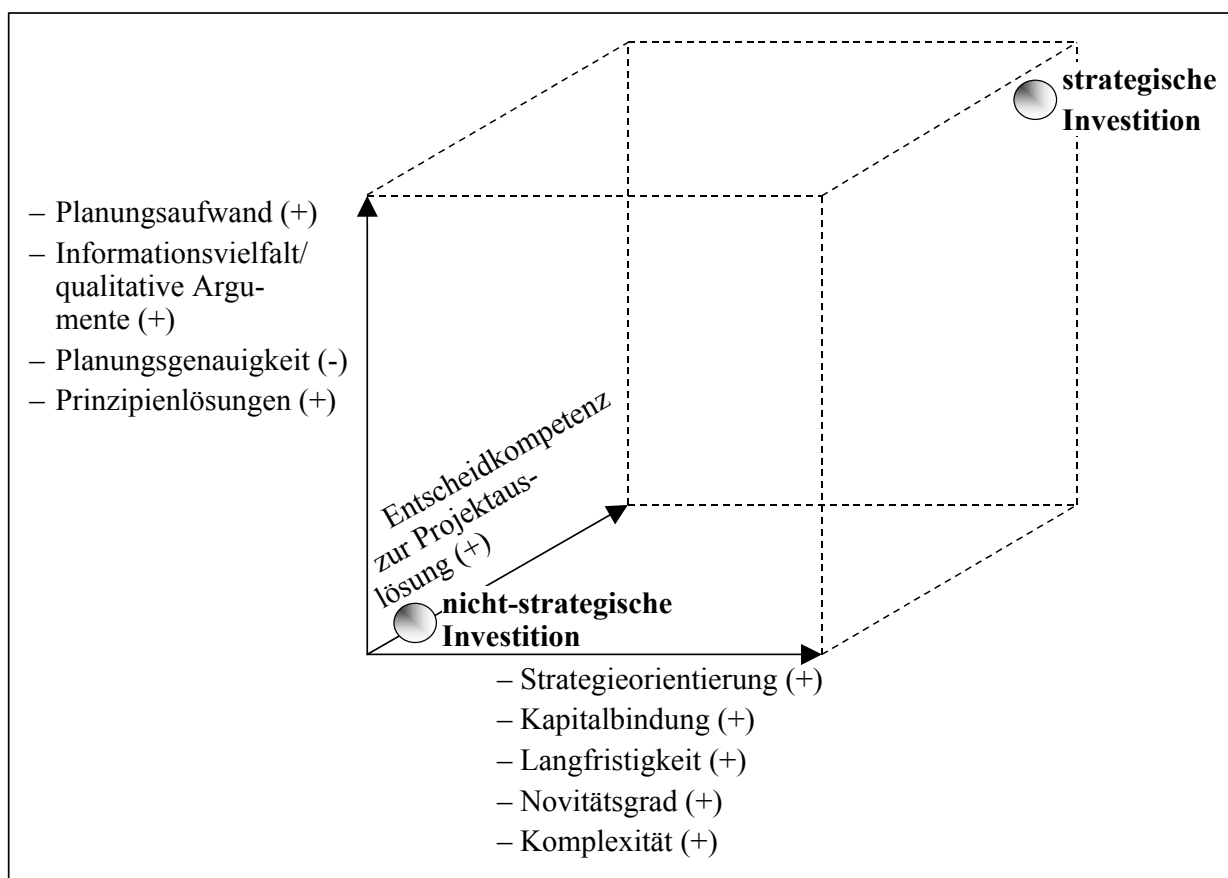 strategische
Investition
– Planungsaufwand (+)
– Informationsvielfalt/
qualitative Argu-
mente (+)
– Planungsgenauigkeit (-)
– Prinzipienlösungen (+)
Entscheidkompetenz
zur Projektaus-
lösung (+)
nicht-strategische
Investition
– Strategieorientierung (+)
– Kapitalbindung (+)
– Langfristigkeit (+)
– Novitätsgrad (+)
– Komplexität (+)